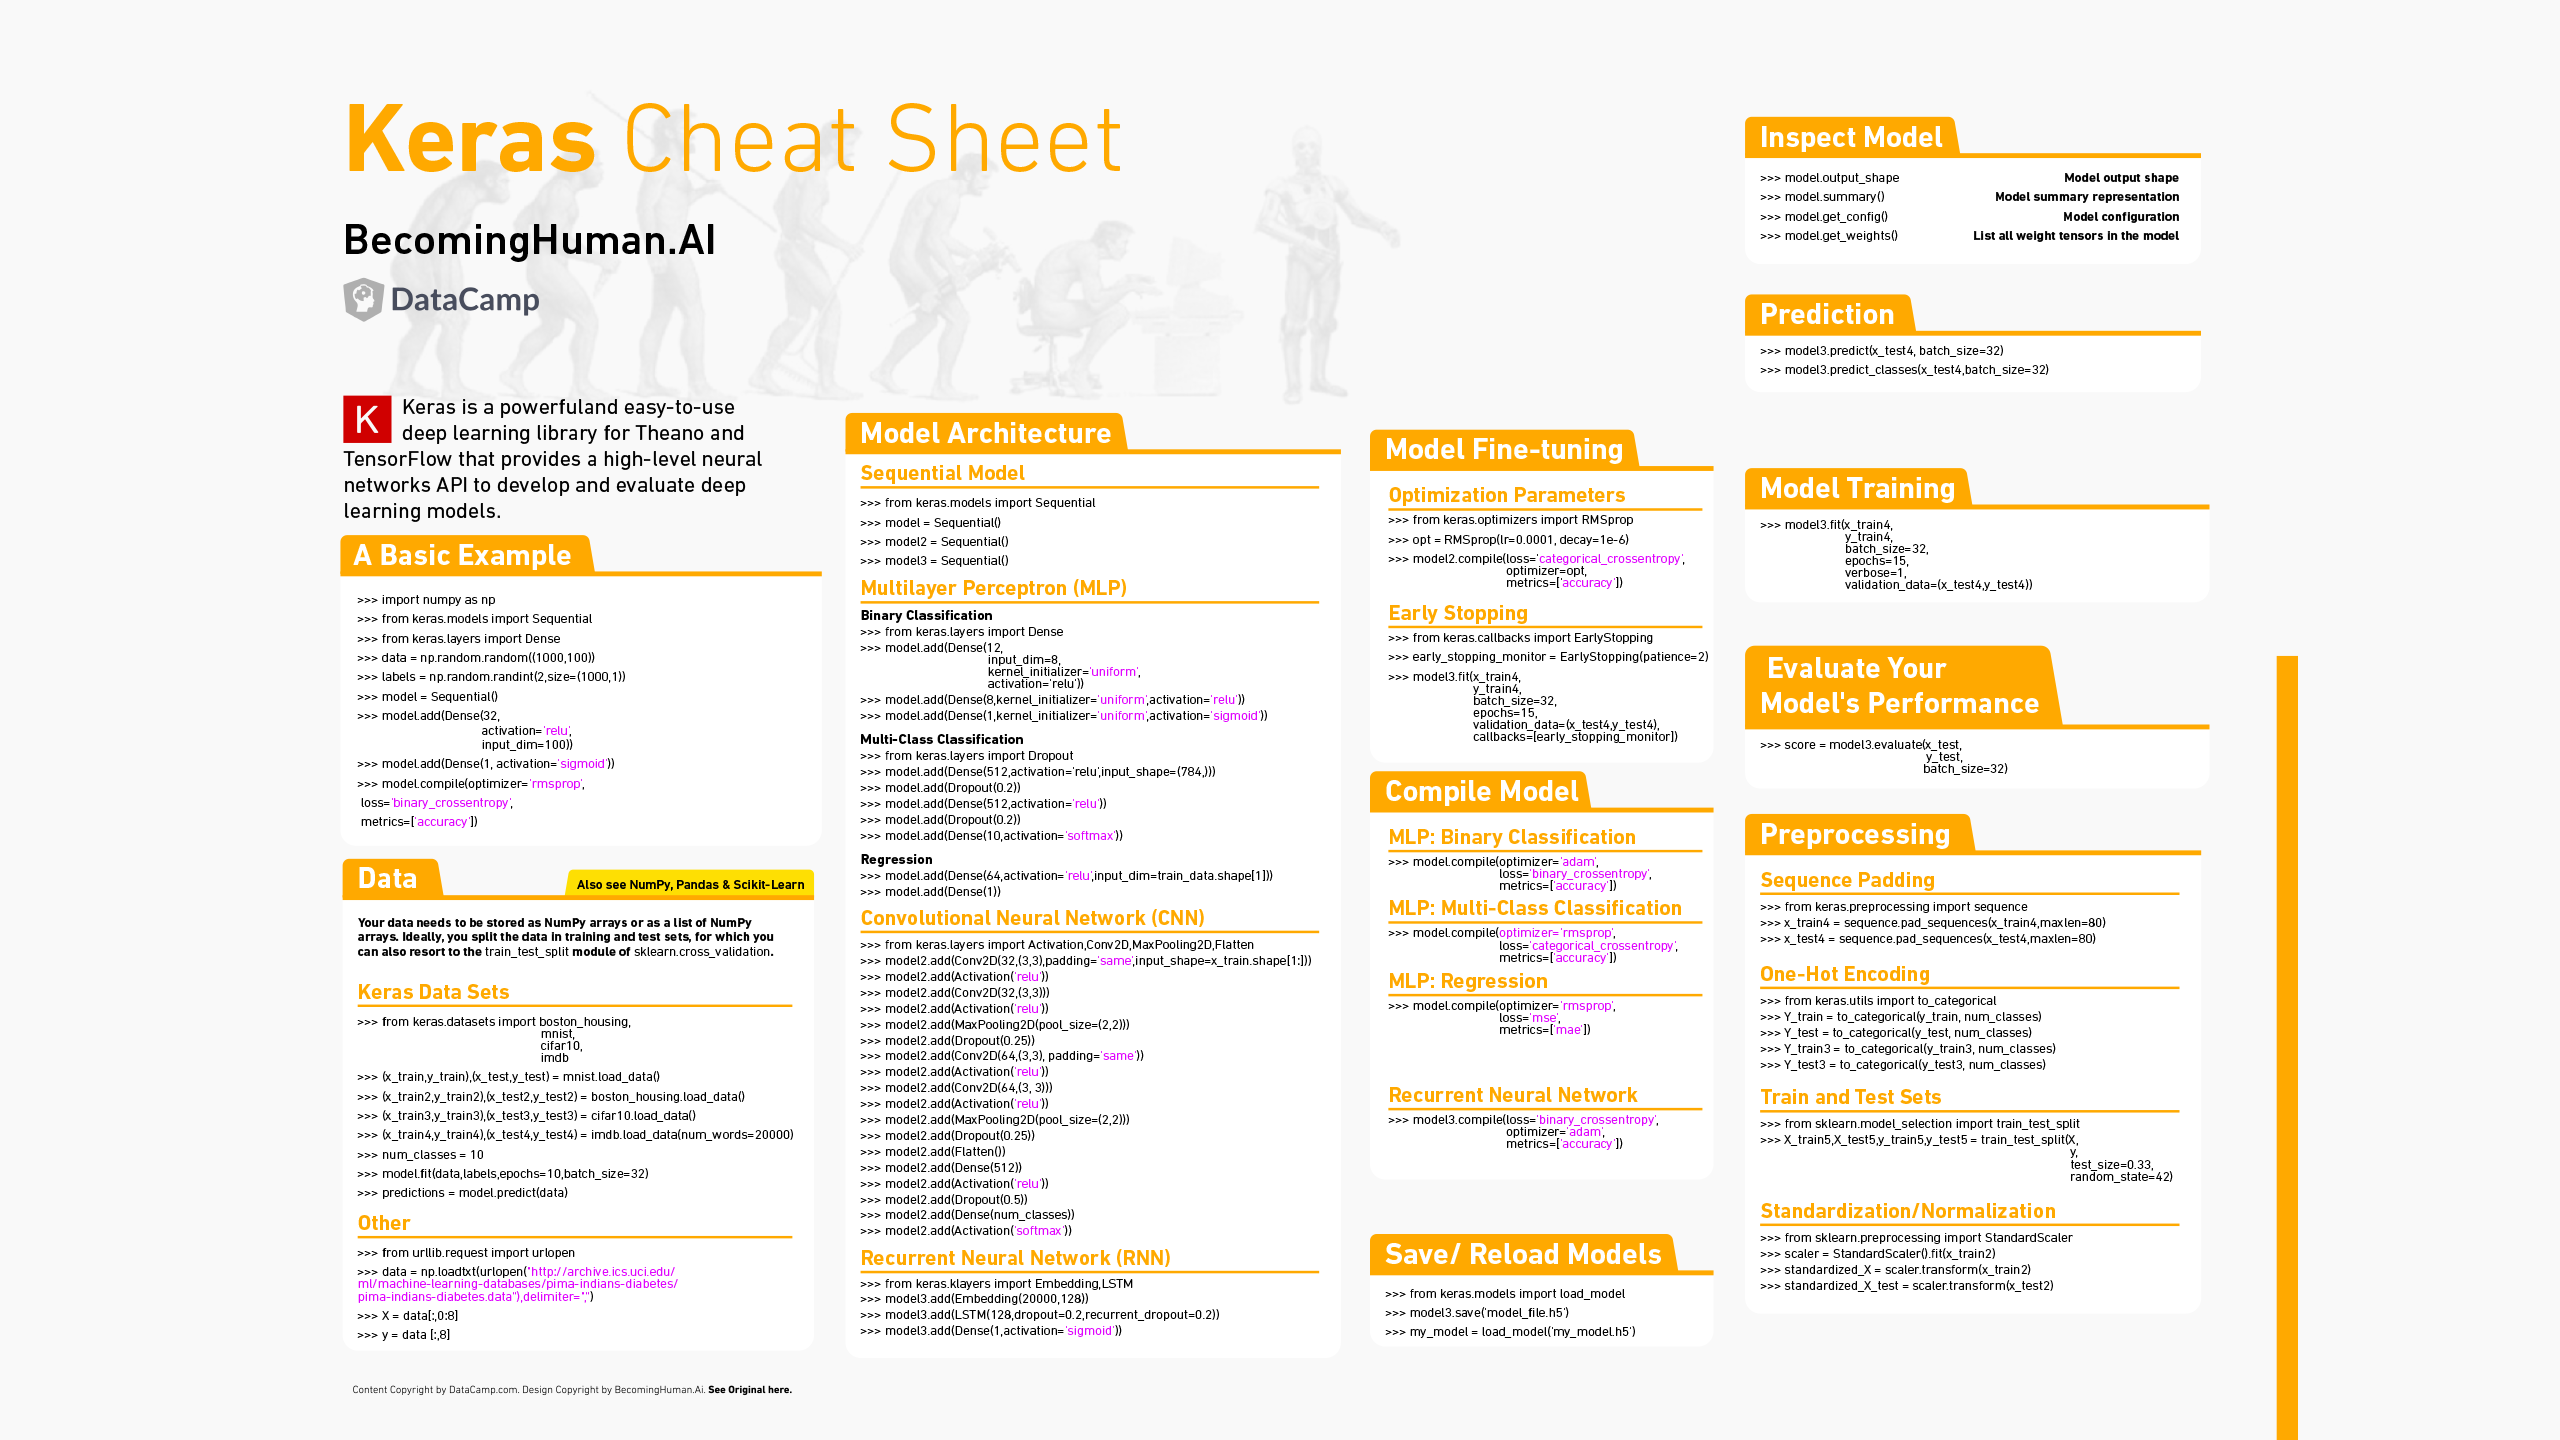 Keras Cheat Sheet
BecomingHuman.AI
DataCamp
K
Keras is a powerfuland easy-to-use
deep learning library for Theano and
TensorFlow that provides a high-level neural
networks API to develop and evaluate deep
learning models.
A Basic Example
>>> import numpy as np
>>> from keras.models import Sequential
>>> from keras.layers import Dense
>>> data = np.random.random((1000,100))
>>> labels = np.random.randint(2,size=(1000,1))
>>> model = Sequential()
>>> model.add(Dense(32,
activation='relu',
input_dim=100))
>>> model.add(Dense(1, activation='sigmoid'))
>>> model.compile(optimizer='rmsprop',
loss='binary_crossentropy',
metrics=['accuracy'])
Data
Also see NumPy, Pandas & Scikit-Learn
Your data needs to be stored as NumPy arrays or as a list of NumPy
arrays. Ideally, you split the data in training and test sets, for which you
can also resort to the train_test_split module of sklearn.cross_validation.
Keras Data Sets
>>> from keras.datasets import boston_housing,
mnist,
cifar10,
imdb
>>> (x_train,y_train),(x_test,y_test) = mnist.load_data()
>>> (x_train2,y_train2),(x_test2,y_test2) = boston_housing.load_data()
>>> (x_train3,y_train3),(x_test3,y_test3) = cifar10.load_data()
>>> (x_train4,y_train4),(x_test4,y_test4) = imdb.load_data(num_words=20000)
>>> num_classes = 10
>>> model.fit(data,labels,epochs=10,batch_size=32)
>>> predictions = model.predict(data)
Other
>>> from urllib.request import urlopen
>>> data = np.loadtxt(urlopen("http://archive.ics.uci.edu/
ml/machine-learning-databases/pima-indians-diabetes/
pima-indians-diabetes.data"),delimiter=",")
>>> X = data[:,0:8]
>>> y = data [:,8]
Content Copyright by DataCamp.com. Design Copyright by BecomingHuman.Ai. See Original here.
Model Architecture
Sequential Model
>>> from keras.models import Sequential
>>> model = Sequential()
>>> model2 = Sequential()
>>> model3 = Sequential()
Multilayer Perceptron (MLP)
Binary Classification
>>> from keras.layers import Dense
>>> model.add(Dense(12,
input_dim=8,
kernel_initializer='uniform',
activation='relu'))
>>> model.add(Dense(8,kernel_initializer='uniform',activation='relu'))
>>> model.add(Dense(1,kernel_initializer='uniform',activation='sigmoid'))
Multi-Class Classification
>>> from keras.layers import Dropout
>>> model.add(Dense(512,activation='relu',input_shape=(784,)))
>>> model.add(Dropout(0.2))
>>> model.add(Dense(512,activation='relu'))
>>> model.add(Dropout(0.2))
>>> model.add(Dense(10,activation='softmax'))
Regression
>>> model.add(Dense(64,activation='relu',input_dim=train_data.shape[1]))
>>> model.add(Dense(1))
Convolutional Neural Network (CNN)
>>> from keras.layers import Activation,Conv2D,MaxPooling2D,Flatten
>>> model2.add(Conv2D(32,(3,3),padding='same',input_shape=x_train.shape[1:]))
>>> model2.add(Activation('relu'))
>>> model2.add(Conv2D(32,(3,3)))
>>> model2.add(Activation('relu'))
>>> model2.add(MaxPooling2D(pool_size=(2,2)))
>>> model2.add(Dropout(0.25))
>>> model2.add(Conv2D(64,(3,3), padding='same'))
>>> model2.add(Activation('relu'))
>>> model2.add(Conv2D(64,(3, 3)))
>>> model2.add(Activation('relu'))
>>> model2.add(MaxPooling2D(pool_size=(2,2)))
>>> model2.add(Dropout(0.25))
>>> model2.add(Flatten())
>>> model2.add(Dense(512))
>>> model2.add(Activation('relu'))
>>> model2.add(Dropout(0.5))
>>> model2.add(Dense(num_classes))
>>> model2.add(Activation('softmax'))
Recurrent Neural Network (RNN)
>>> from keras.klayers import Embedding,LSTM
>>> model3.add(Embedding(20000,128))
>>> model3.add(LSTM(128,dropout=0.2,recurrent_dropout=0.2))
>>> model3.add(Dense(1,activation='sigmoid'))
Model Fine-tuning
Optimization Parameters
>>> from keras.optimizers import RMSprop
>>> opt = RMSprop(lr=0.0001, decay=1e-6)
>>> model2.compile(loss='categorical_crossentropy',
optimizer=opt,
metrics=['accuracy'])
Early Stopping
>>> from keras.callbacks import EarlyStopping
>>> early_stopping_monitor = EarlyStopping(patience=2)
>>> model3.fit(x_train4,
y_train4,
batch_size=32,
epochs=15,
validation_data=(x_test4,y_test4),
callbacks=[early_stopping_monitor])
Compile Model
MLP: Binary Classification
>>> model.compile(optimizer='adam',
loss='binary_crossentropy',
metrics=['accuracy'])
MLP: Multi-Class Classification
>>> model.compile(optimizer='rmsprop',
loss='categorical_crossentropy',
metrics=['accuracy'])
MLP: Regression
>>> model.compile(optimizer='rmsprop',
loss='mse',
metrics=['mae'])
Recurrent Neural Network
>>> model3.compile(loss='binary_crossentropy',
optimizer='adam',
metrics=['accuracy'])
Save/ Reload Models
>>> from keras.models import load_model
>>> model3.save('model_file.h5')
>>> my_model = load_model('my_model.h5')
Inspect Model
>>> model.output_shape Model output shape
>>> model.summary() Model summary representation
>>> model.get_config() Model configuration
>>> model.get_weights() List all weight tensors in the model
Prediction
>>> model3.predict(x_test4, batch_size=32)
>>> model3.predict_classes(x_test4,batch_size=32)
Model Training
>>> model3.fit(x_train4,
y_train4,
batch_size=32,
epochs=15,
verbose=1,
validation_data=(x_test4,y_test4))
Evaluate Your
Model's Performance
>>> score = model3.evaluate(x_test,
y_test,
batch_size=32)
Preprocessing
Sequence Padding
>>> from keras.preprocessing import sequence
>>> x_train4 = sequence.pad_sequences(x_train4,maxlen=80)
>>> x_test4 = sequence.pad_sequences(x_test4,maxlen=80)
One-Hot Encoding
>>> from keras.utils import to_categorical
>>> Y_train = to_categorical(y_train, num_classes)
>>> Y_test = to_categorical(y_test, num_classes)
>>> Y_train3 = to_categorical(y_train3, num_classes)
>>> Y_test3 = to_categorical(y_test3, num_classes)
Train and Test Sets
>>> from sklearn.model_selection import train_test_split
>>> X_train5,X_test5,y_train5,y_test5 = train_test_split(X,
y,
test_size=0.33,
random_state=42)
Standardization/Normalization
>>> from sklearn.preprocessing import StandardScaler
>>> scaler = StandardScaler().fit(x_train2)
>>> standardized_X = scaler.transform(x_train2)
>>> standardized_X_test = scaler.transform(x_test2)